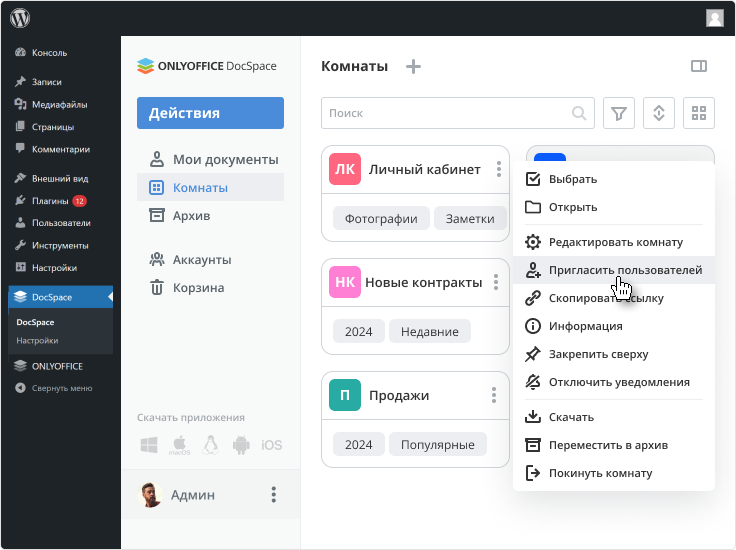 Консоль
Записи
Медиафайлы
Страницы
Комментарии
Внешний вид
Плагины 12
Пользователи
Инструменты
Настройки
DocSpace
DocSpace
Настройки
ONLYOFFICE
Свернуть меню
ONLYOFFICE DocSpace
Действия
Мои документы
Комнаты
Архив
Аккаунты
Корзина
Скачать приложения
macOS
iOS
Админ
Комнаты
Поиск
ЛК Личный кабинет
Фотографии Заметки
НК Новые контракты
2024 Недавние
П Продажи
2024 Популярные
Выбрать
Открыть
Редактировать комнату
Пригласить пользователей
Скопировать ссылку
Информация
Закрепить сверху
Отключить уведомления
Скачать
Переместить в архив
Покинуть комнату